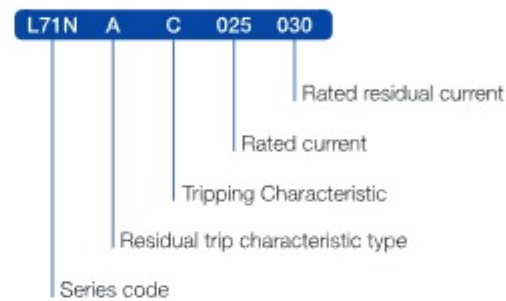 L71N A C 025 030
Rated residual current
Rated current
Tripping Characteristic
Residual trip characteristic type
Series code